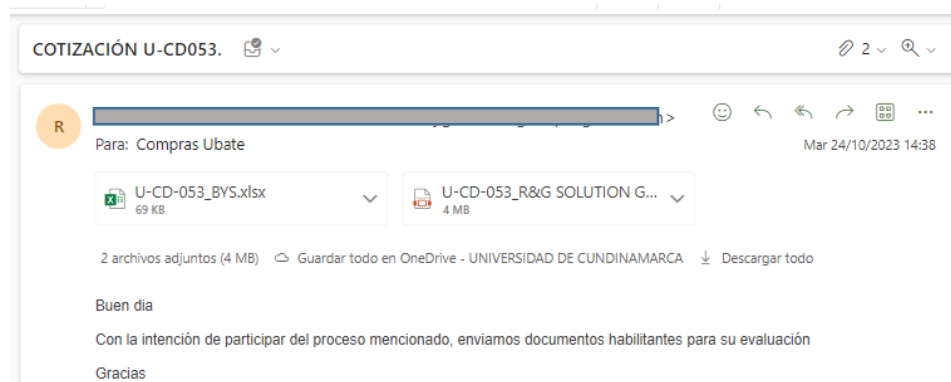 COTIZACIÓN U-CD053.
2
R
>
Para: Compras Ubate
Mar 24/10/2023 14:38
U-CD-053_BYS.xlsx
69 KB
U-CD-053_R&G SOLUTION G...
4 MB
2 archivos adjuntos (4 MB) Guardar todo en OneDrive - UNIVERSIDAD DE CUNDINAMARCA Descargar todo
Buen dia
Con la intención de participar del proceso mencionado, enviamos documentos habilitantes para su evaluación
Gracias